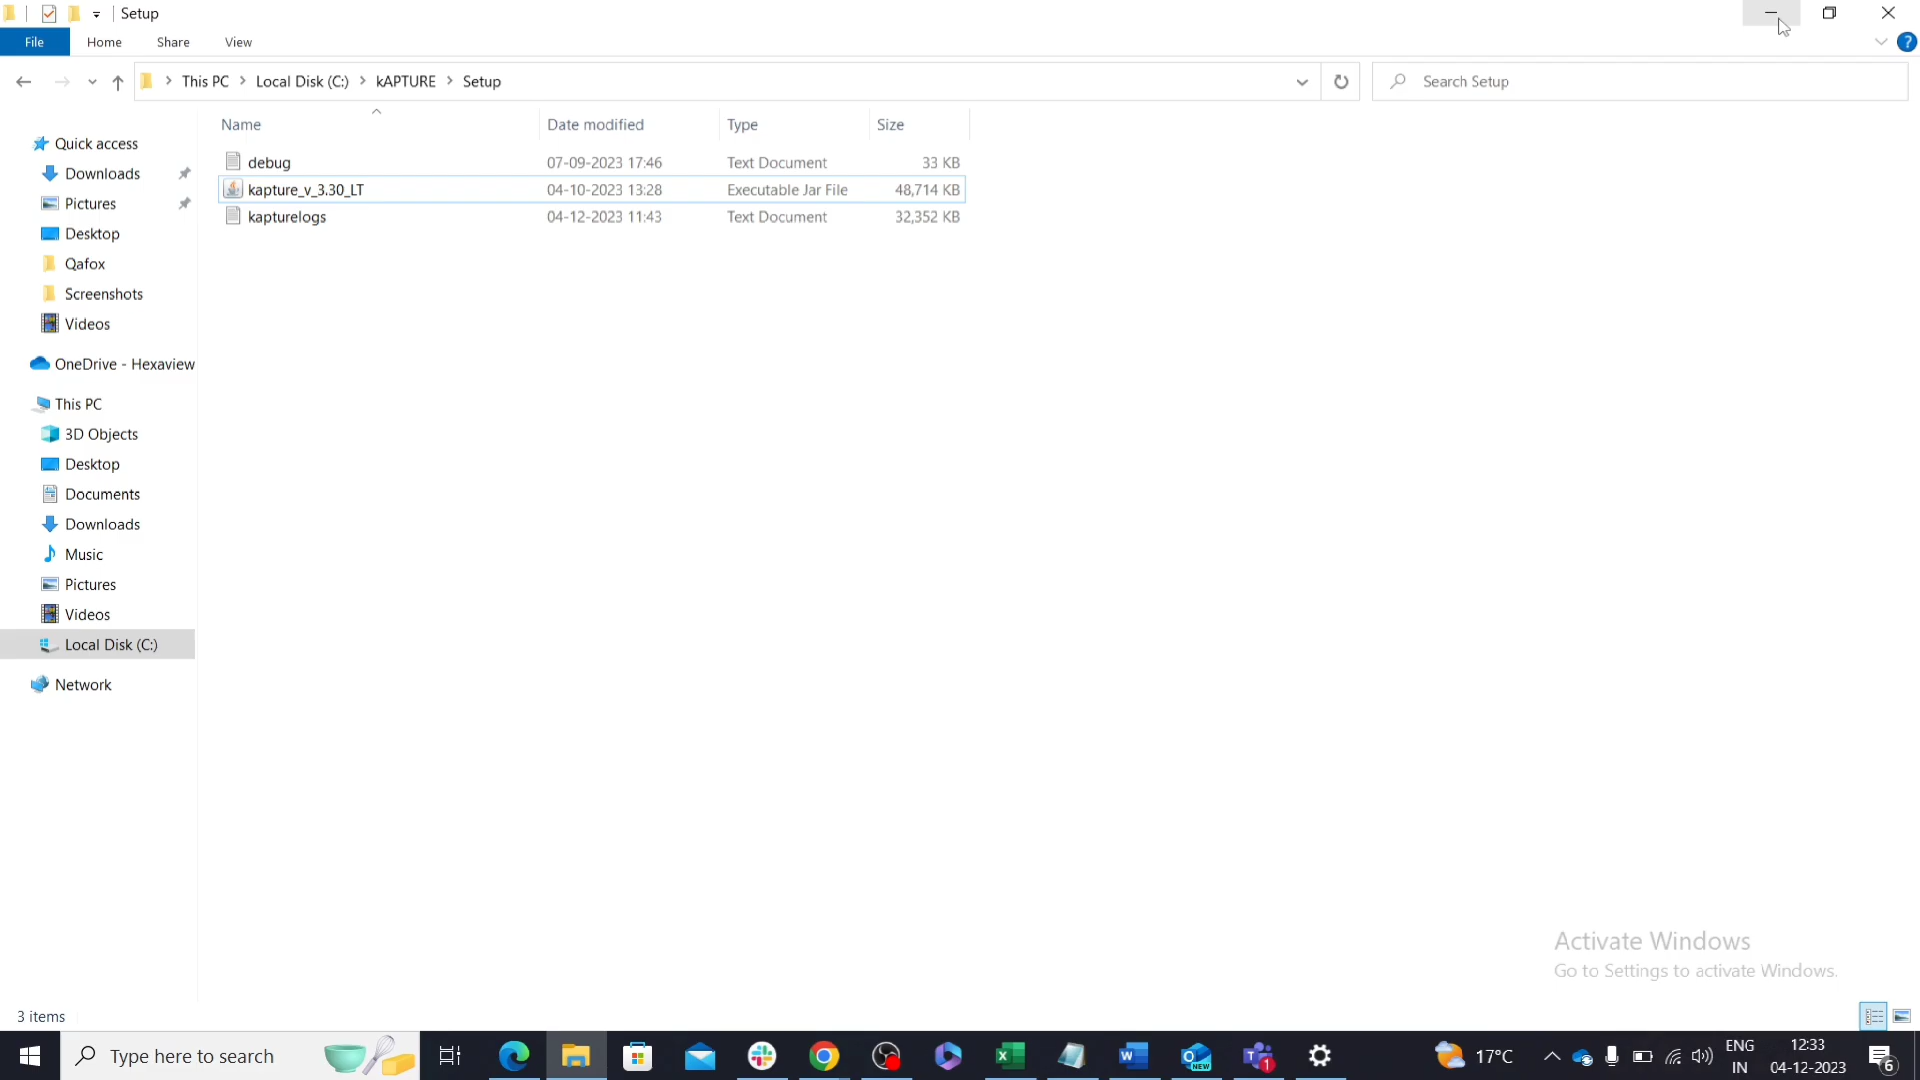 Setup
File Home Share View
This PC Local Disk (C:) kAPTURE Setup
Search Setup
Name Date modified Type Size
debug 07-09-2023 17:46 Text Document 33 KB
kapture_v_3.30_LT 04-10-2023 13:28 Executable Jar File 48,714 KB
kapturelogs 04-12-2023 11:43 Text Document 32,352 KB
Quick access
Downloads
Pictures
Desktop
Qafox
Screenshots
Videos
OneDrive - Hexaview
This PC
3D Objects
Desktop
Documents
Downloads
Music
Pictures
Videos
Local Disk (C:)
Network
Activate Windows
Go to Settings to activate Windows.
3 items
Type here to search
NEW
1
17°C
ENG
IN
12:33
04-12-2023
6